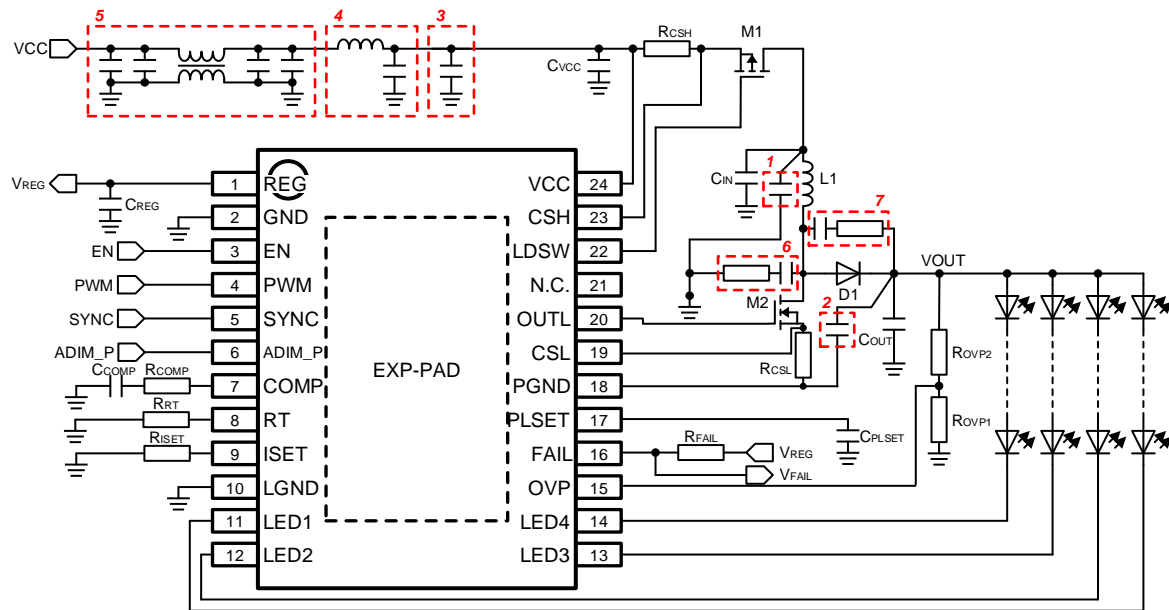 5
4
3
VCC
CVCC
RCSH
M1
1
CIN
L1
7
6
VREG
CREG
EN
PWM
SYNC
ADIM_P
CCOMP
RCOMP
RRT
RISET
1 REG
2 GND
3 EN
4 PWM
5 SYNC
6 ADIM_P
7 COMP
8 RT
9 ISET
10 LGND
11 LED1
12 LED2
EXP-PAD
VCC 24
CSH 23
LDSW 22
N.C. 21
OUTL 20
CSL 19
PGND 18
PLSET 17
FAIL 16
OVP 15
LED4 14
LED3 13
M2
D1
2
COUT
VOUT
RCSL
ROVP2
ROVP1
CPLSET
RFAIL
VREG
VFAIL